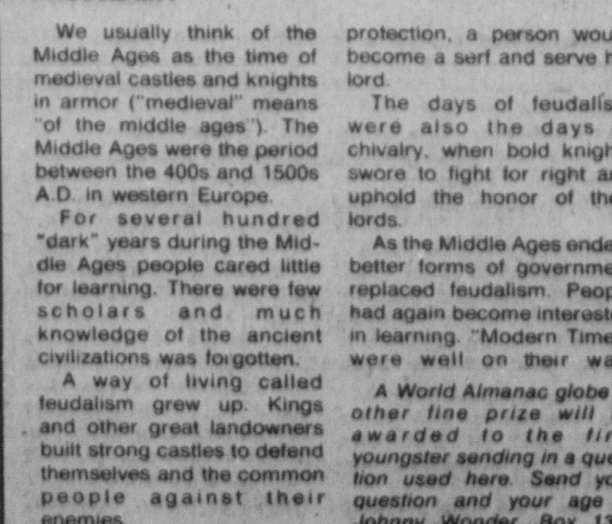 We usually think of the
Middle Ages as the time of
medieval castles and knights
in armor ("medieval" means
"of the middle ages"). The
Middle Ages were the period
between the 400s and 1500s
A.D. in western Europe.
For several hundred
"dark" years during the Mid-
dle Ages people cared little
for learning. There were few
scholars and much
knowledge of the ancient
civilizations was forgotten.
A way of living called
feudalism grew up. Kings
and other great landowners
built strong castles to defend
themselves and the common
people against their
enemies
protection, a person wou
become a serf and serve h
lord.
The days of feudalis
were also the days
chivalry, when bold knigh
swore to fight for right a
uphold the honor of the
lords.
As the Middle Ages ende
better forms of governme
replaced feudalism. Peop
had again become intereste
in learning. "Modern Time
were well on their wa
A World Almanac globe
other fine prize will
awarded to the fir
youngster sending in a que
tion used here. Send yo
question and your age
Johnny Wonder, Box